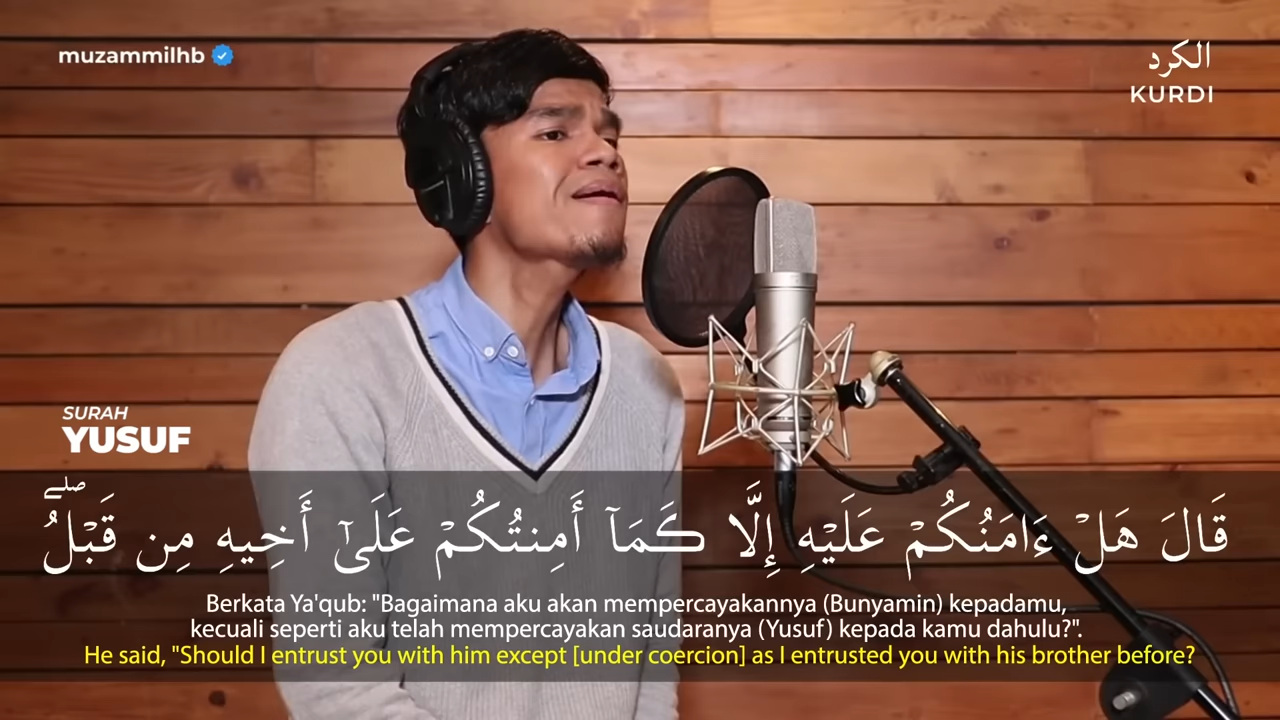 muzammilhb
الكرد
KURDI
SURAH
YUSUF
قَالَ هَلْ ءَامَنُكُمْ عَلَيْهِ إِلَّا كَمَآ أَمِنتُكُمْ عَلَىٰٓ أَخِيهِ مِن قَبْلُ ۖ
Berkata Ya'qub: "Bagaimana aku akan mempercayakannya (Bunyamin) kepadamu,
kecuali seperti aku telah mempercayakan saudaranya (Yusuf) kepada kamu dahulu?".
He said, "Should I entrust you with him except [under coercion] as I entrusted you with his brother before?